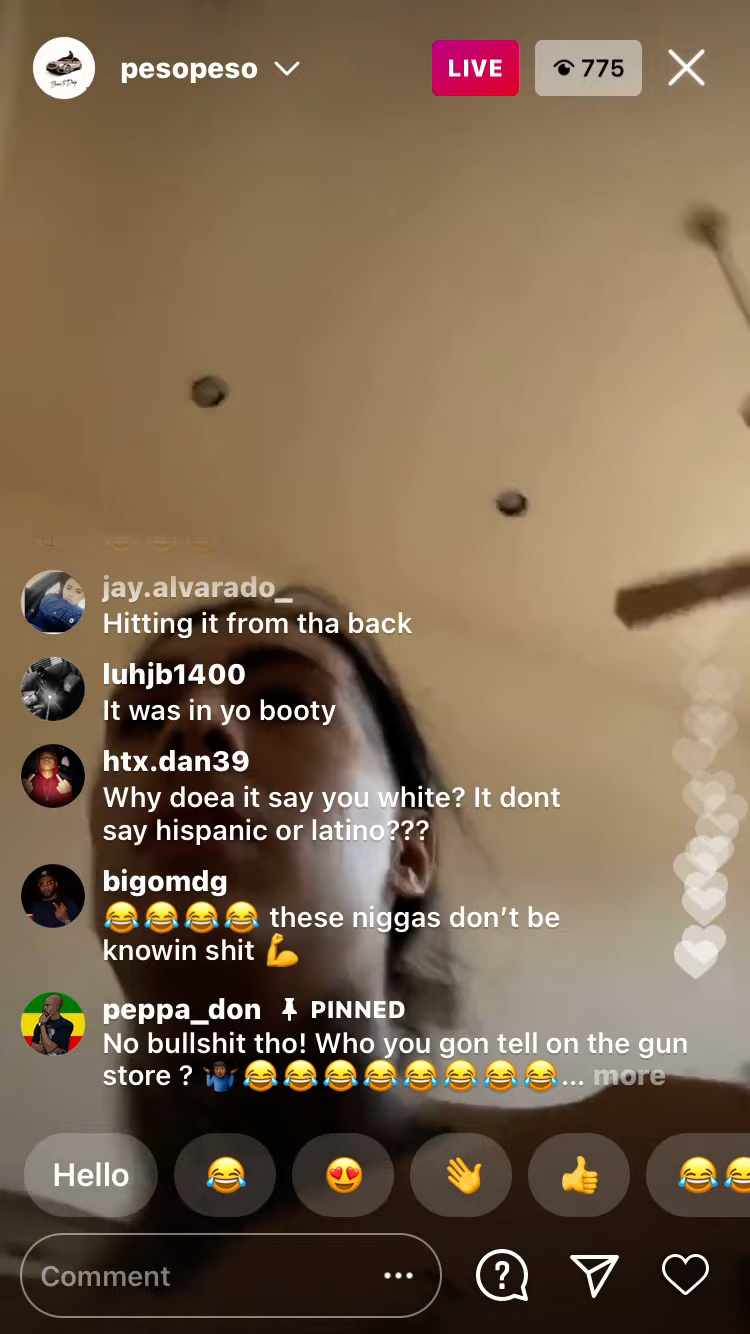 pesopeso
LIVE
775
jay.alvarado_
Hitting it from tha back
luhjb1400
It was in yo booty
htx.dan39
Why doea it say you white? It dont
say hispanic or latino???
bigomdg
😂😂😂😂 these niggas don't be
knowin shit 💪
peppa_don PINNED
No bullshit tho! Who you gon tell on the gun
store ? 🤷🏾‍♂️😂😂😂😂😂😂😂😂... more
Hello 😂 😍 👋 👍 😂😂
Comment